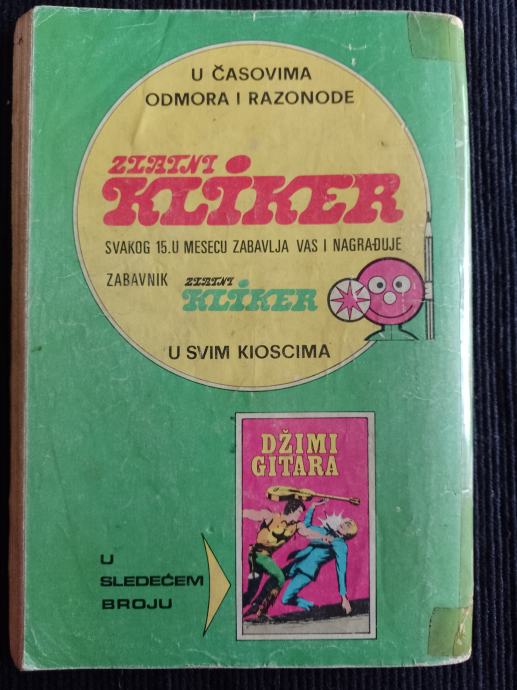 U ČASOVIMA
ODMORA I RAZONODE
ZLATNI
KLIKER
SVAKOG 15. U MESECU ZABAVLJA VAS I NAGRAĐUJE
ZABAVNIK ZLATNI KLIKER
U SVIM KIOSCIMA
DŽIMI
GITARA
U
SLEDEĆEM
BROJU